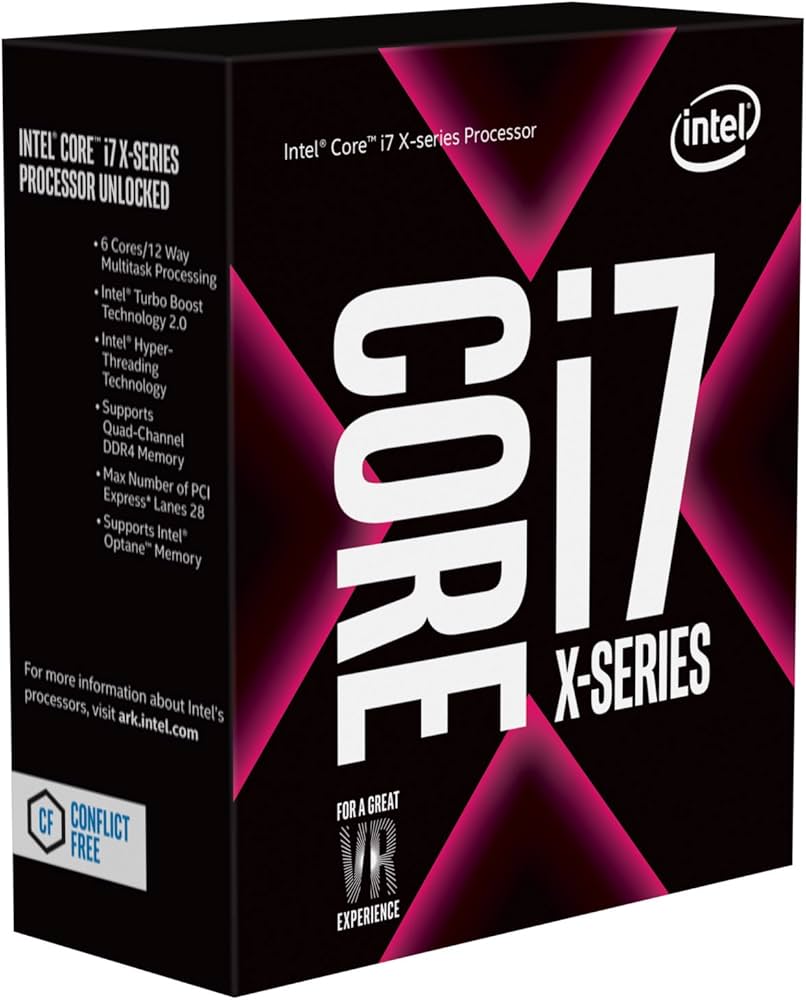 INTEL® CORE™ i7 X-SERIES
PROCESSOR UNLOCKED
• 6 Cores/12 Way
Multitask Processing
• Intel® Turbo Boost
Technology 2.0
• Intel® Hyper-
Threading
Technology
• Supports
Quad-Channel
DDR4 Memory
• Max Number of PCI
Express* Lanes 28
• Supports Intel®
Optane™ Memory
For more information about Intel's
processors, visit ark.intel.com
CF
CONFLICT
FREE
Intel® Core™ i7 X-series Processor
intel®
CORE
i7
X-SERIES
FOR A GREAT
VR
EXPERIENCE